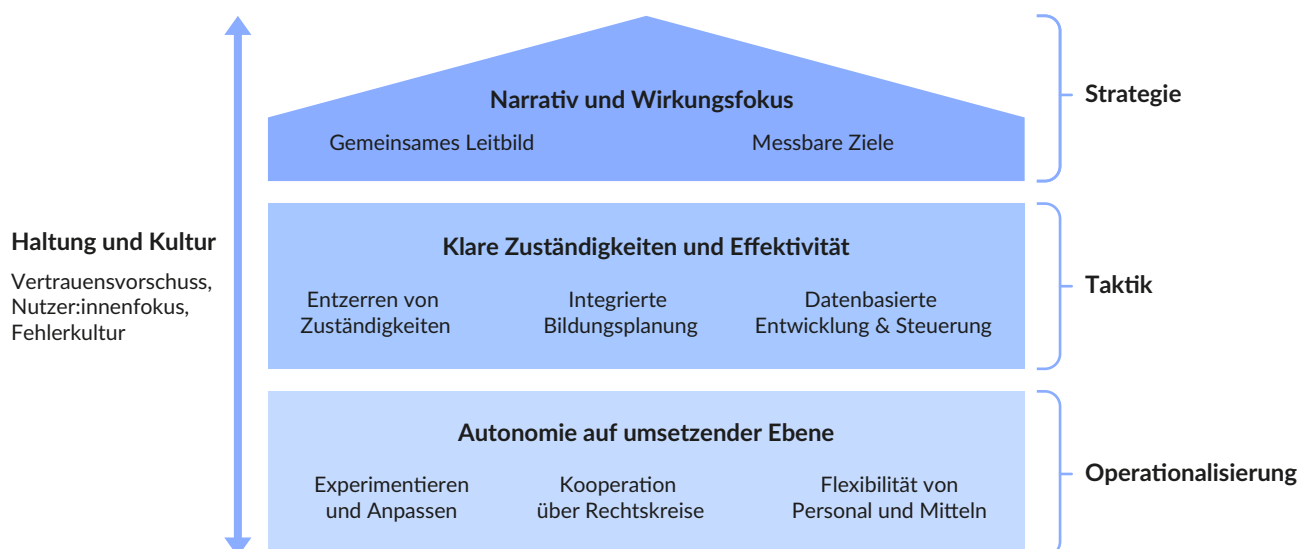 Narrativ und Wirkungsfokus
Gemeinsames Leitbild
Messbare Ziele
Strategie
Haltung und Kultur
Vertrauensvorschuss,
Nutzer:innenfokus,
Fehlerkultur
Klare Zuständigkeiten und Effektivität
Entzerren von
Zuständigkeiten
Integrierte
Bildungsplanung
Datenbasierte
Entwicklung & Steuerung
Taktik
Autonomie auf umsetzender Ebene
Experimentieren
und Anpassen
Kooperation
über Rechtskreise
Flexibilität von
Personal und Mitteln
Operationalisierung